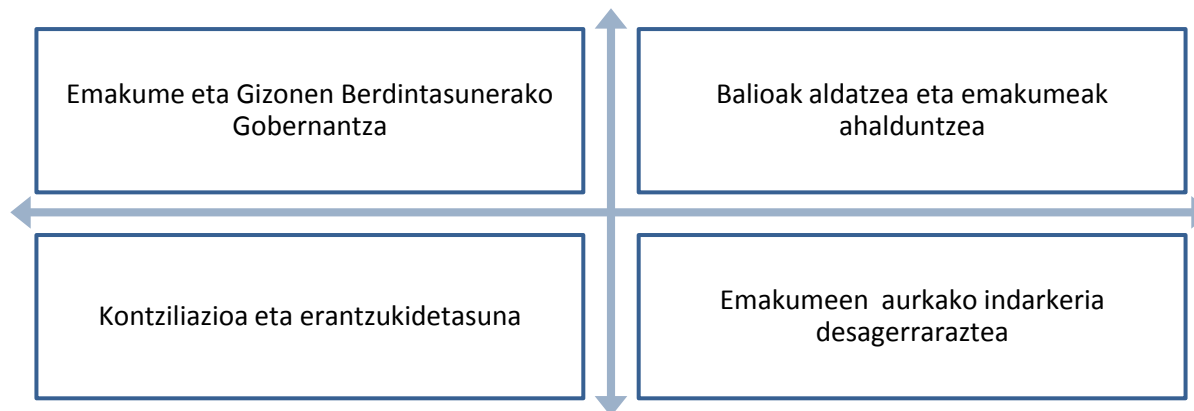 Emakume eta Gizonen Berdintasunerako
Gobernantza
Balioak aldatzea eta emakumeak
ahalduntzea
Kontziliazioa eta erantzukidetasuna
Emakumeen aurkako indarkeria
desagerraraztea